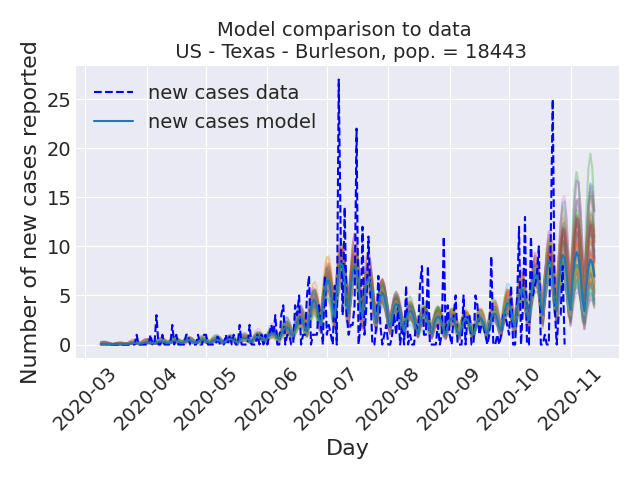 Model comparison to data
US - Texas - Burleson, pop. = 18443
Number of new cases reported
25
20
15
10
5
0
new cases data
new cases model
2020-03
2020-04
2020-05
2020-06
2020-07
2020-08
2020-09
2020-10
2020-11
Day